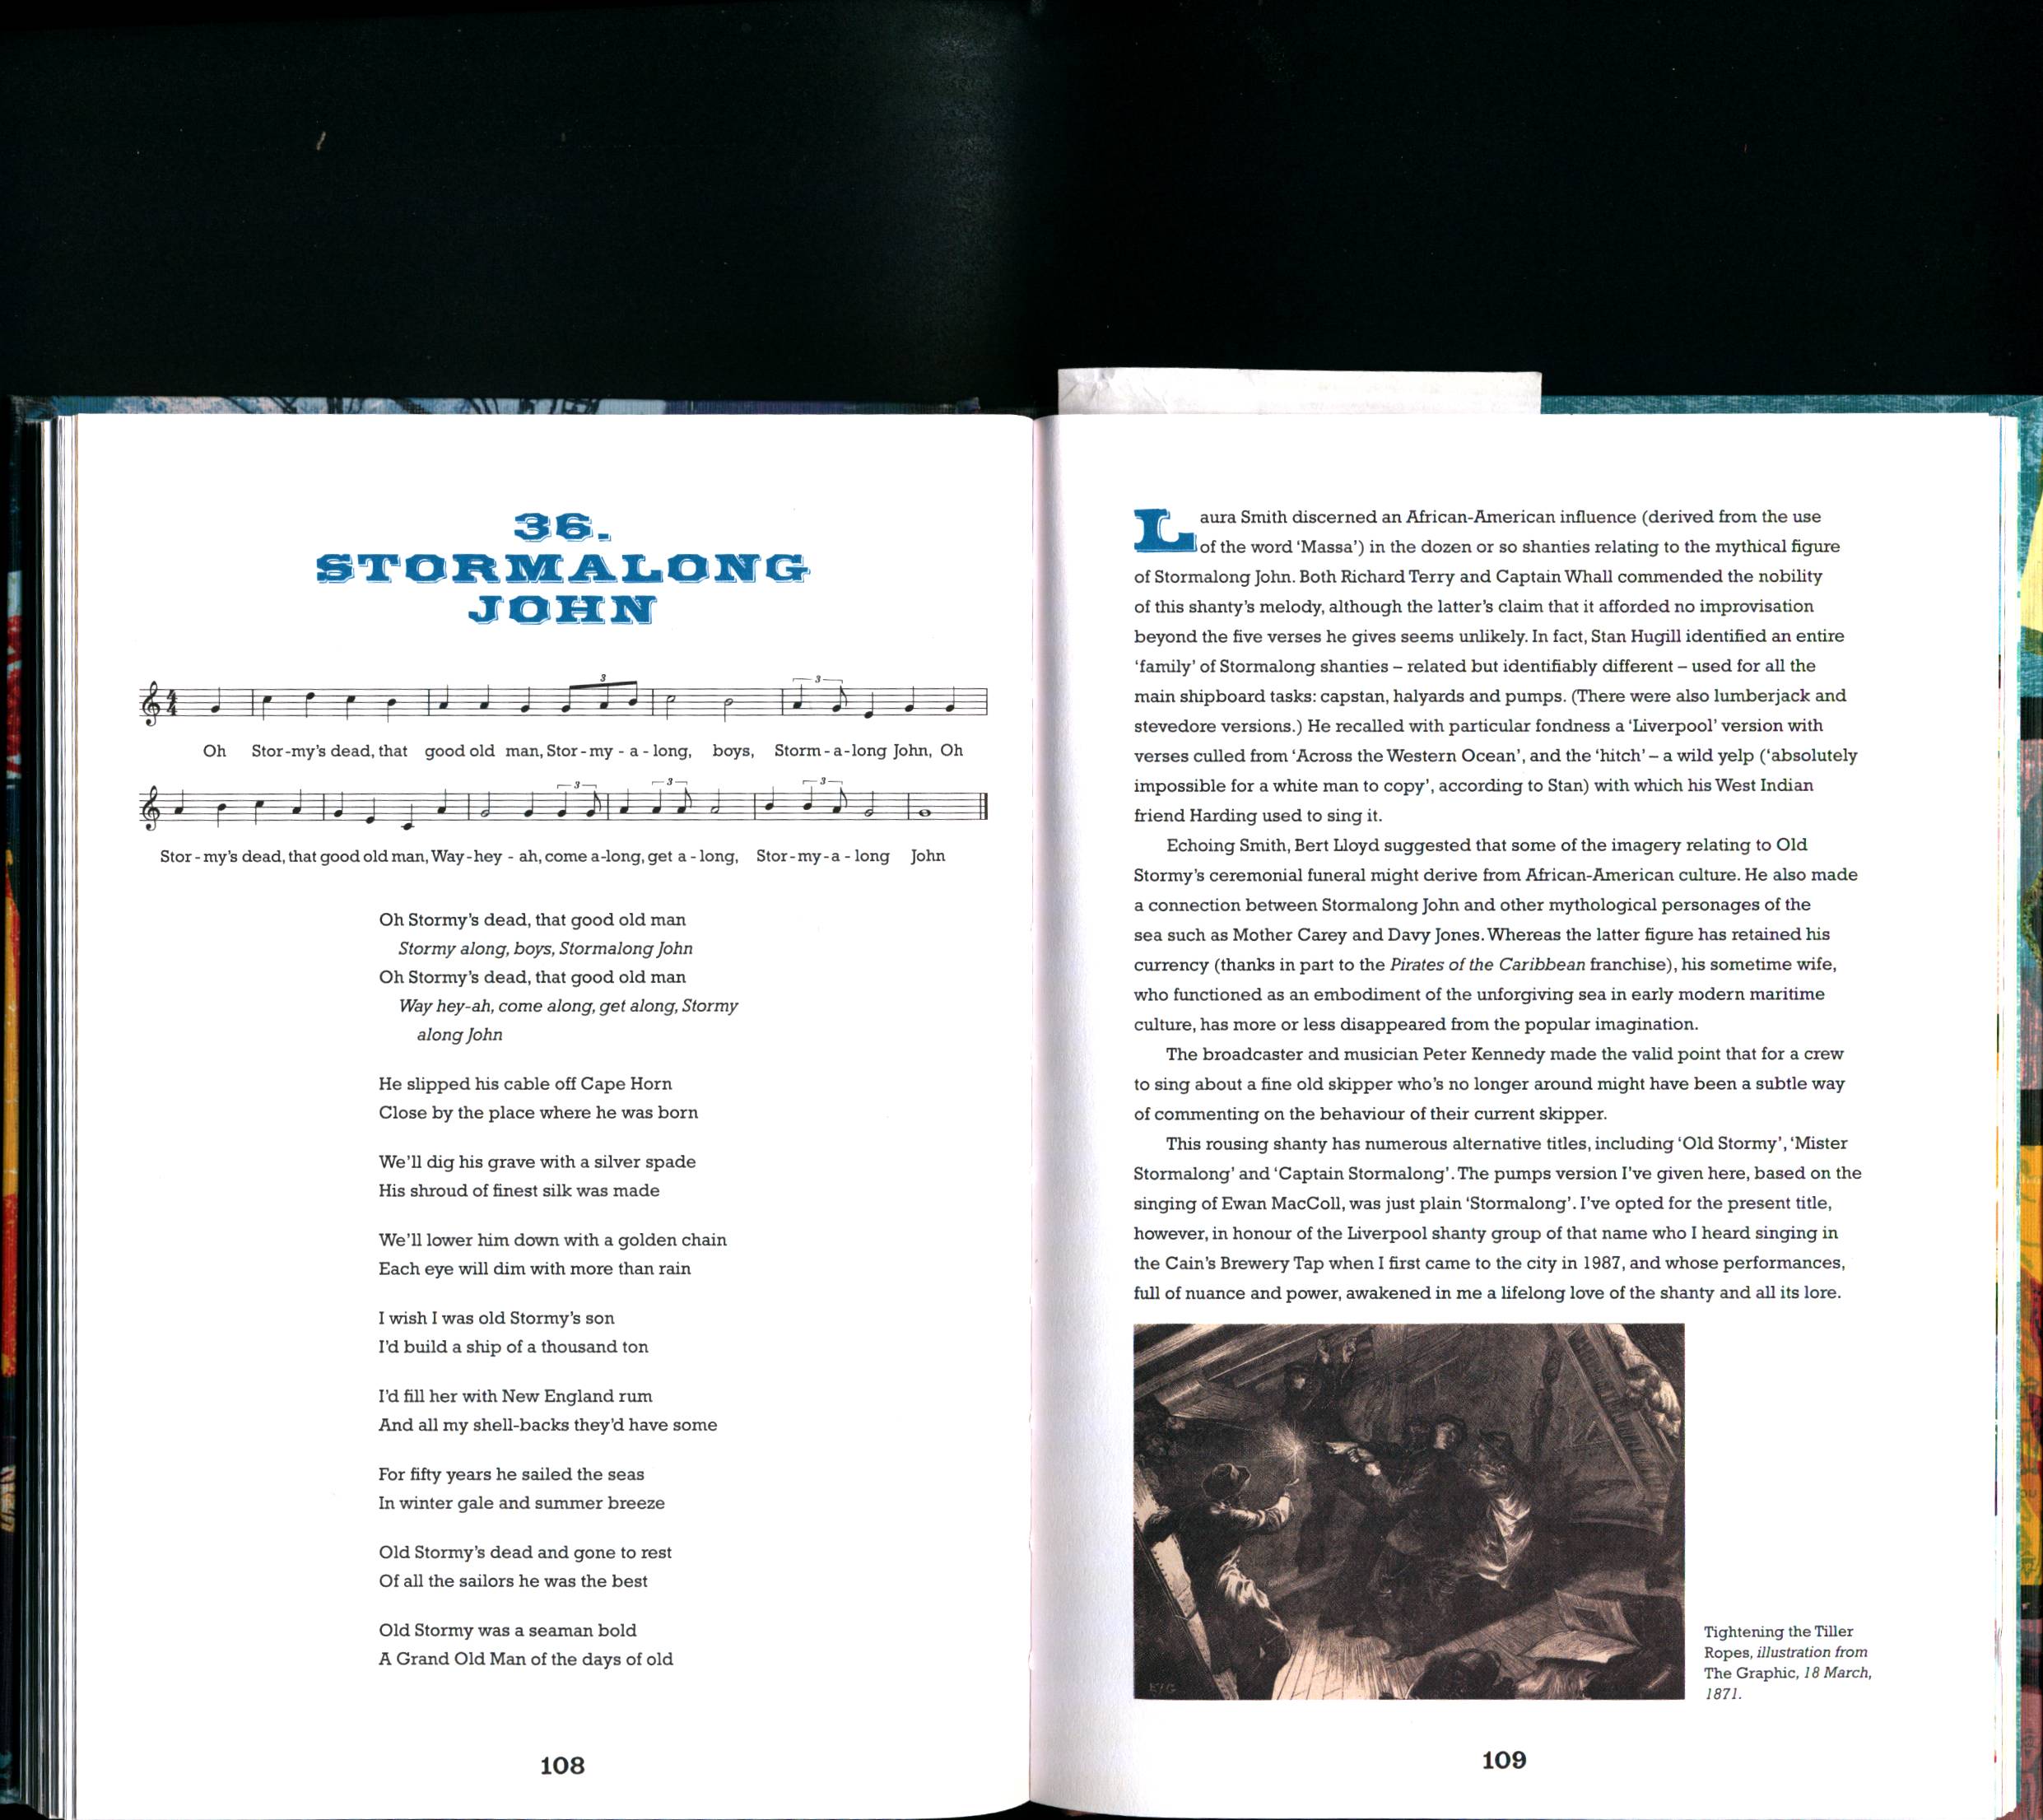 36.
STORMALONG
JOHN
3
3
Oh Stor-my's dead, that good old man, Stor-my - a - long, boys, Storm - a - long John, Oh
3
3
3
Stor - my's dead, that good old man, Way - hey - ah, come a-long, get a - long, Stor - my - a - long John
Oh Stormy's dead, that good old man
Stormy along, boys, Stormalong John
Oh Stormy's dead, that good old man
Way hey-ah, come along, get along, Stormy
along John
He slipped his cable off Cape Horn
Close by the place where he was born
We'll dig his grave with a silver spade
His shroud of finest silk was made
We'll lower him down with a golden chain
Each eye will dim with more than rain
I wish I was old Stormy's son
I'd build a ship of a thousand ton
I'd fill her with New England rum
And all my shell-backs they'd have some
For fifty years he sailed the seas
In winter gale and summer breeze
Old Stormy's dead and gone to rest
Of all the sailors he was the best
Old Stormy was a seaman bold
A Grand Old Man of the days of old
108
Laura Smith discerned an African-American influence (derived from the use
of the word 'Massa') in the dozen or so shanties relating to the mythical figure
of Stormalong John. Both Richard Terry and Captain Whall commended the nobility
of this shanty's melody, although the latter's claim that it afforded no improvisation
beyond the five verses he gives seems unlikely. In fact, Stan Hugill identified an entire
'family' of Stormalong shanties – related but identifiably different – used for all the
main shipboard tasks: capstan, halyards and pumps. (There were also lumberjack and
stevedore versions.) He recalled with particular fondness a 'Liverpool' version with
verses culled from 'Across the Western Ocean', and the 'hitch' – a wild yelp ('absolutely
impossible for a white man to copy', according to Stan) with which his West Indian
friend Harding used to sing it.
Echoing Smith, Bert Lloyd suggested that some of the imagery relating to Old
Stormy's ceremonial funeral might derive from African-American culture. He also made
a connection between Stormalong John and other mythological personages of the
sea such as Mother Carey and Davy Jones. Whereas the latter figure has retained his
currency (thanks in part to the Pirates of the Caribbean franchise), his sometime wife,
who functioned as an embodiment of the unforgiving sea in early modern maritime
culture, has more or less disappeared from the popular imagination.
The broadcaster and musician Peter Kennedy made the valid point that for a crew
to sing about a fine old skipper who's no longer around might have been a subtle way
of commenting on the behaviour of their current skipper.
This rousing shanty has numerous alternative titles, including 'Old Stormy', 'Mister
Stormalong' and 'Captain Stormalong'. The pumps version I've given here, based on the
singing of Ewan MacColl, was just plain 'Stormalong'. I've opted for the present title,
however, in honour of the Liverpool shanty group of that name who I heard singing in
the Cain's Brewery Tap when I first came to the city in 1987, and whose performances,
full of nuance and power, awakened in me a lifelong love of the shanty and all its lore.
Tightening the Tiller
Ropes, illustration from
The Graphic, 18 March,
1871.
109